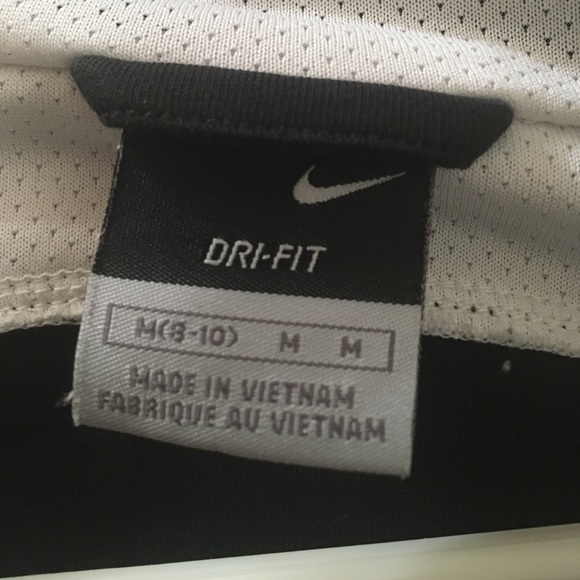 DRI-FIT
M(8-10) M M
MADE IN VIETNAM
FABRIQUE AU VIETNAM